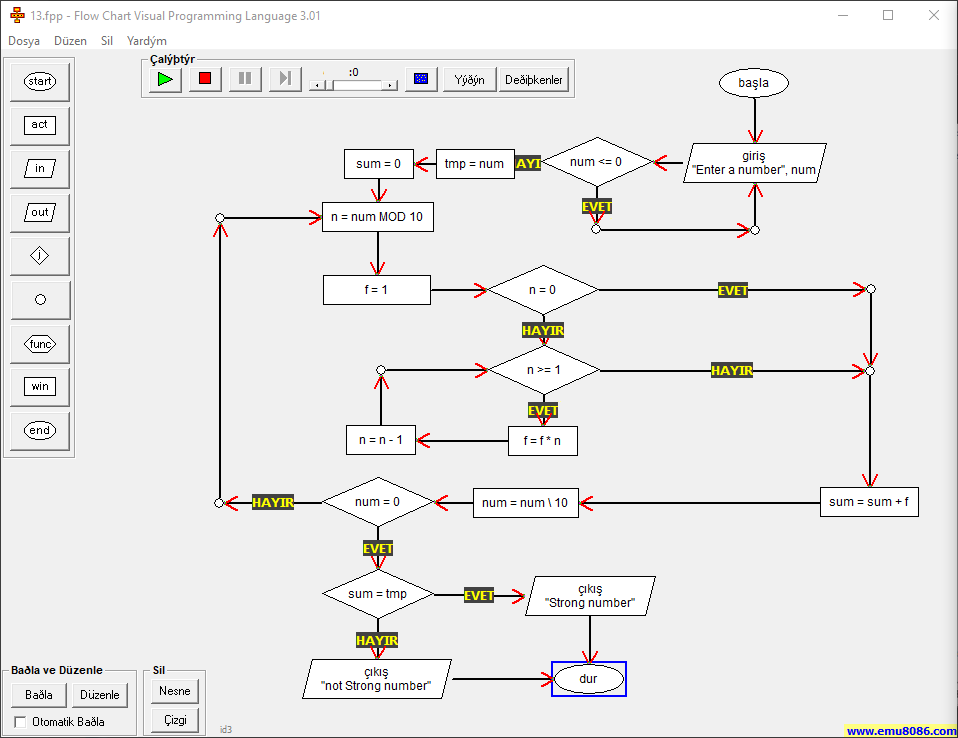 13.fpp - Flow Chart Visual Programming Language 3.01
Dosya Düzen Sil Yardým
Çalýþtýr
:0
Yýðýn
Deðiþkenler
start
act
in
out
j
func
win
end
başla
giriş
"Enter a number", num
num <= 0
EVET
AYI
tmp = num
sum = 0
n = num MOD 10
f = 1
n = 0
EVET
HAYIR
n >= 1
HAYIR
EVET
f = f * n
n = n - 1
sum = sum + f
num = num \ 10
num = 0
HAYIR
EVET
sum = tmp
EVET
çıkış
"Strong number"
HAYIR
çıkış
"not Strong number"
dur
Baðla ve Düzenle
Baðla
Düzenle
Otomatik Baðla
Sil
Nesne
Çizgi
id3
www.emu8086.com